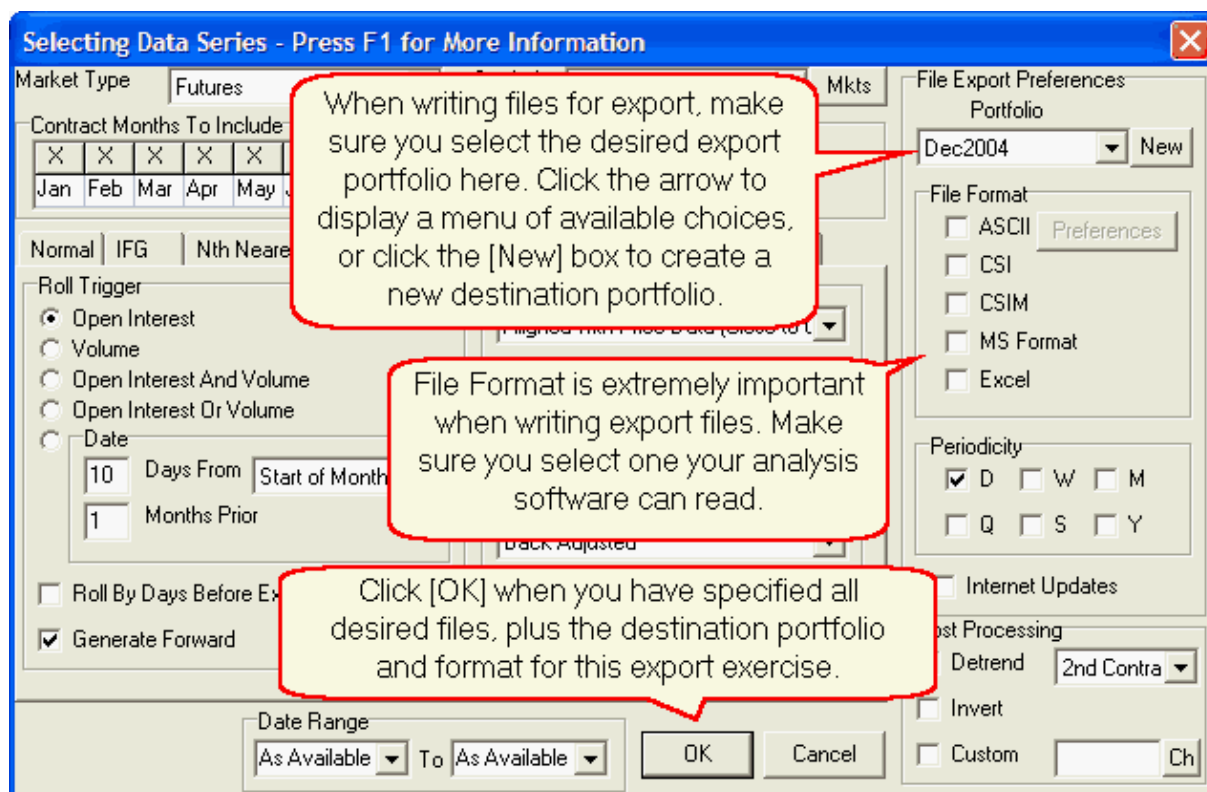 Selecting Data Series - Press F1 for More Information
Market Type Futures
Mkts
Contract Months To Include
X X X X X
Jan Feb Mar Apr May
Normal IFG Nth Neare
Roll Trigger
Open Interest
Volume
Open Interest And Volume
Open Interest Or Volume
Date
10 Days From Start of Month
1 Months Prior
Roll By Days Before Ex
Generate Forward
When writing files for export, make
sure you select the desired export
portfolio here. Click the arrow to
display a menu of available choices,
or click the [New] box to create a
new destination portfolio.
File Format is extremely important
when writing export files. Make
sure you select one your analysis
software can read.
Back Adjusted
Click [OK] when you have specified all
desired files, plus the destination portfolio
and format for this export exercise.
File Export Preferences
Portfolio
Dec2004 New
File Format
ASCII Preferences
CSI
CSIM
MS Format
Excel
Periodicity
D W M
Q S Y
Internet Updates
ost Processing
Detrend 2nd Contra
Invert
Custom Ch
Date Range
As Available To As Available
OK Cancel